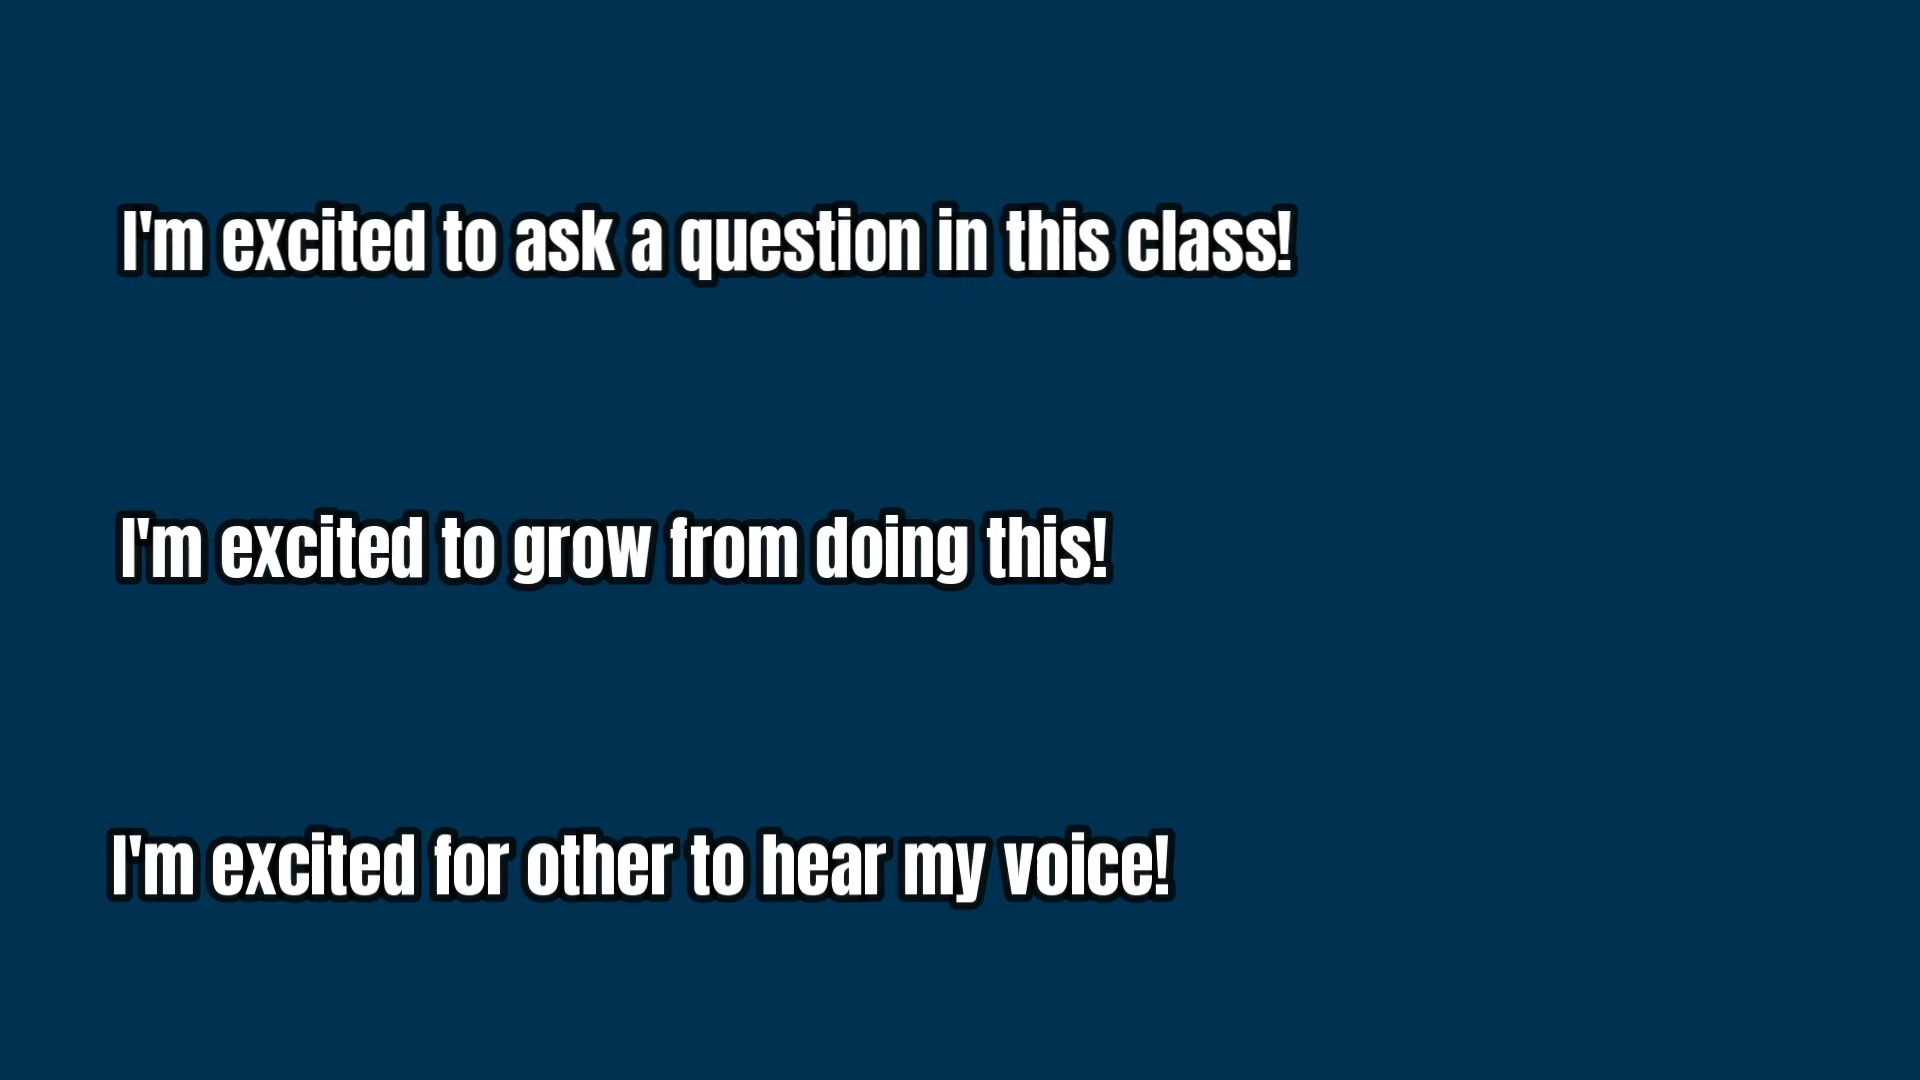 I'm excited to ask a question in this class!
I'm excited to grow from doing this!
I'm excited for other to hear my voice!